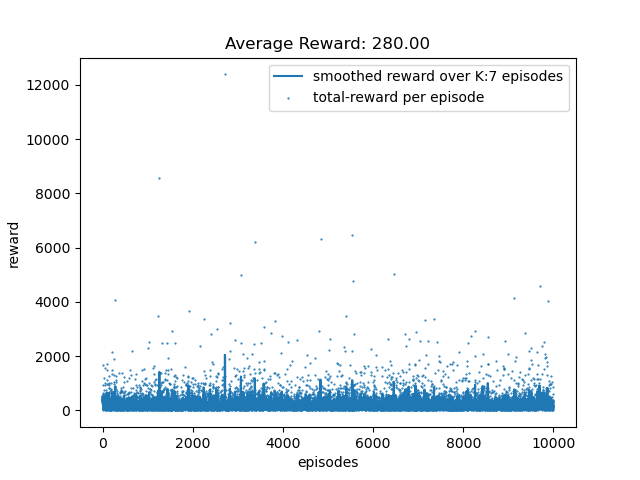 Average Reward: 280.00
smoothed reward over K:7 episodes
total-reward per episode
12000
10000
8000
6000
4000
2000
0
reward
0 2000 4000 6000 8000 10000
episodes